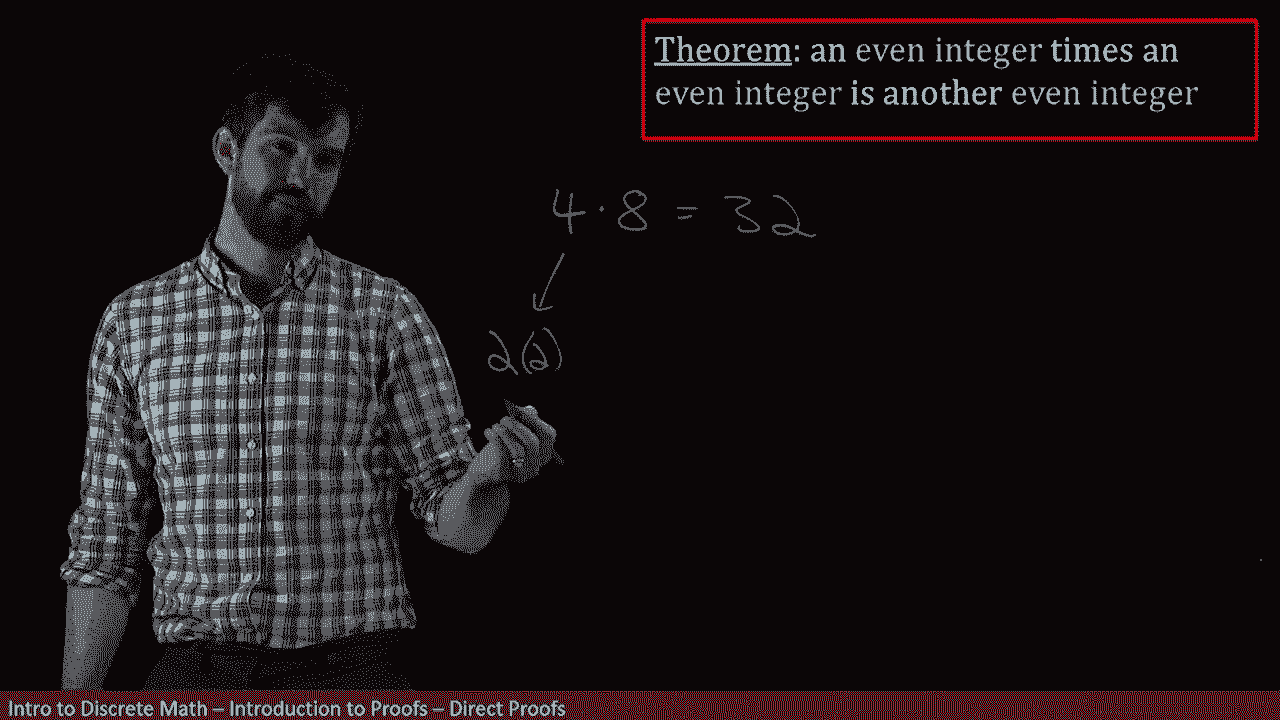 Theorem: an even integer times an
even integer is another even integer
4 · 8 = 32
2(2)
Intro to Discrete Math – Introduction to Proofs – Direct Proofs